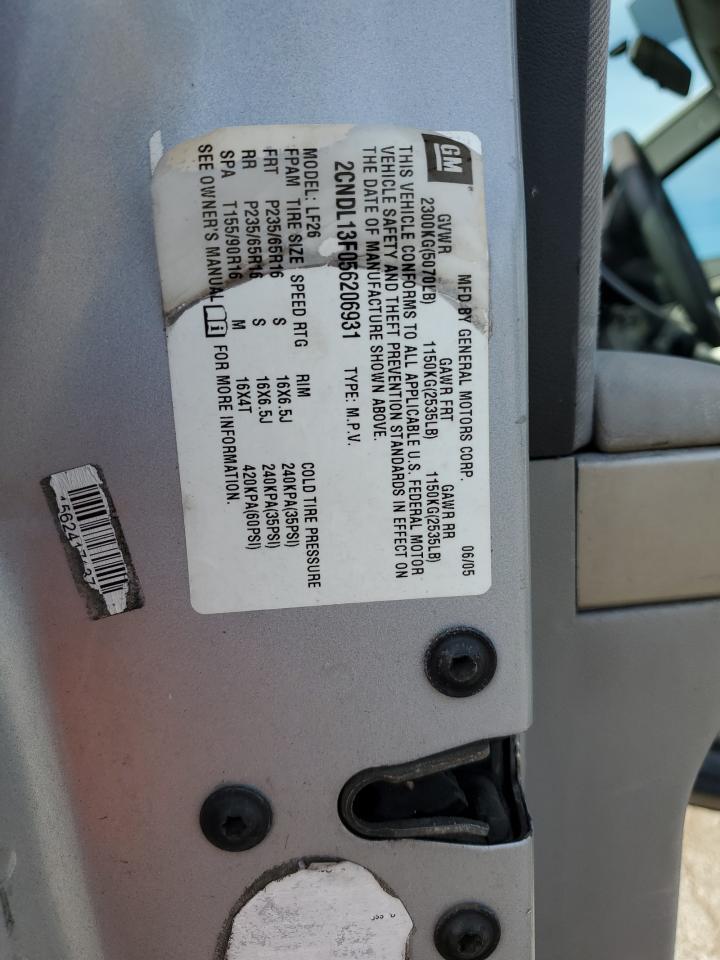 GM
MFD BY GENERAL MOTORS CORP. 06/05
GVWR GAWR FRT GAWR RR
2300KG(5070LB) 1150KG(2535LB) 1150KG(2535LB)
THIS VEHICLE CONFORMS TO ALL APPLICABLE U.S. FEDERAL MOTOR
VEHICLE SAFETY AND THEFT PREVENTION STANDARDS IN EFFECT ON
THE DATE OF MANUFACTURE SHOWN ABOVE.
2CNDL13F056206931 TYPE: M.P.V.
MODEL: LF26
FPAM TIRE SIZE SPEED RTG RIM COLD TIRE PRESSURE
FRT P235/65R16 S 16X6.5J 240KPA(35PSI)
RR P235/65R16 S 16X6.5J 240KPA(35PSI)
SPA T155/90R16 M 16X4T 420KPA(60PSI)
SEE OWNER'S MANUAL FOR MORE INFORMATION.